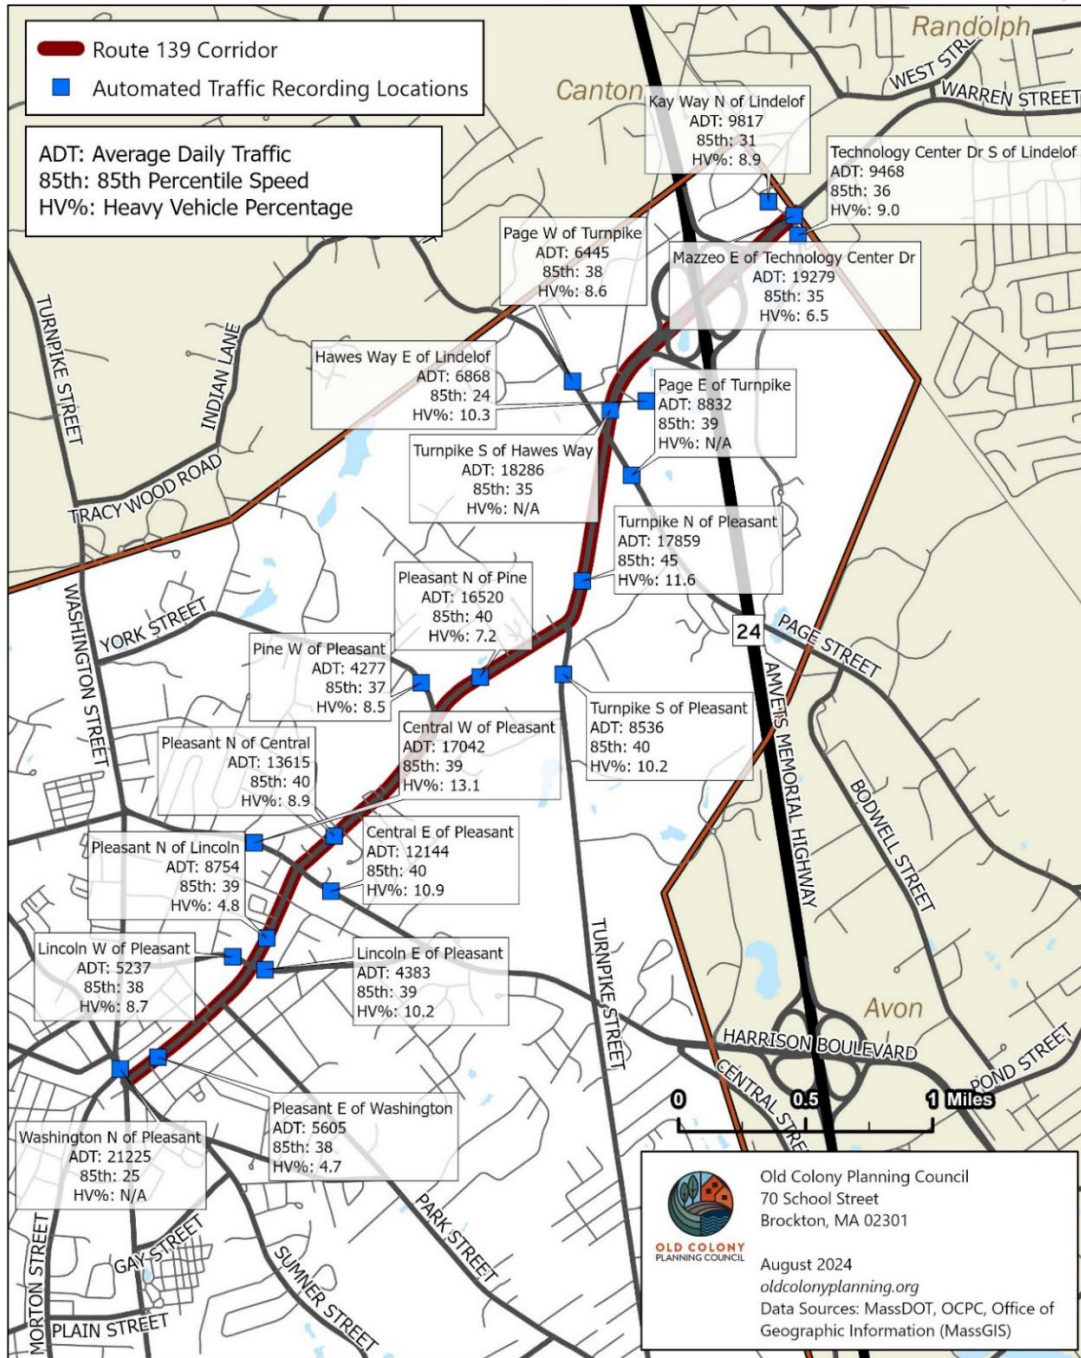 Route 139 Corridor
Automated Traffic Recording Locations
ADT: Average Daily Traffic
85th: 85th Percentile Speed
HV%: Heavy Vehicle Percentage
Randolph
Canton
WEST STREET
WARREN STREET
Kay Way N of Lindelof
ADT: 9817
85th: 31
HV%: 8.9
Technology Center Dr S of Lindelof
ADT: 9468
85th: 36
HV%: 9.0
Page W of Turnpike
ADT: 6445
85th: 38
HV%: 8.6
Mazzeo E of Technology Center Dr
ADT: 19279
85th: 35
HV%: 6.5
TURNPIKE STREET
INDIAN LANE
TRACY WOOD ROAD
Hawes Way E of Lindelof
ADT: 6868
85th: 24
HV%: 10.3
Page E of Turnpike
ADT: 8832
85th: 39
HV%: N/A
Turnpike S of Hawes Way
ADT: 18286
85th: 35
HV%: N/A
Turnpike N of Pleasant
ADT: 17859
85th: 45
HV%: 11.6
Pleasant N of Pine
ADT: 16520
85th: 40
HV%: 7.2
WASHINGTON STREET
YORK STREET
24
PAGE STREET
AMVETS MEMORIAL HIGHWAY
Pine W of Pleasant
ADT: 4277
85th: 37
HV%: 8.5
Turnpike S of Pleasant
ADT: 8536
85th: 40
HV%: 10.2
Central W of Pleasant
ADT: 17042
85th: 39
HV%: 13.1
Pleasant N of Central
ADT: 13615
85th: 40
HV%: 8.9
BODWELL STREET
Central E of Pleasant
ADT: 12144
85th: 40
HV%: 10.9
Pleasant N of Lincoln
ADT: 8754
85th: 39
HV%: 4.8
TURNPIKE STREET
Lincoln W of Pleasant
ADT: 5237
85th: 38
HV%: 8.7
Lincoln E of Pleasant
ADT: 4383
85th: 39
HV%: 10.2
Avon
HARRISON BOULEVARD
CENTRAL STREET
POND STREET
0 0.5 1 Miles
Pleasant E of Washington
ADT: 5605
85th: 38
HV%: 4.7
Washington N of Pleasant
ADT: 21225
85th: 25
HV%: N/A
MORTON STREET
GAY STREET
PLAIN STREET
SUMNER STREET
PARK STREET
OLD COLONY
PLANNING COUNCIL
Old Colony Planning Council
70 School Street
Brockton, MA 02301
August 2024
oldcolonyplanning.org
Data Sources: MassDOT, OCPC, Office of
Geographic Information (MassGIS)